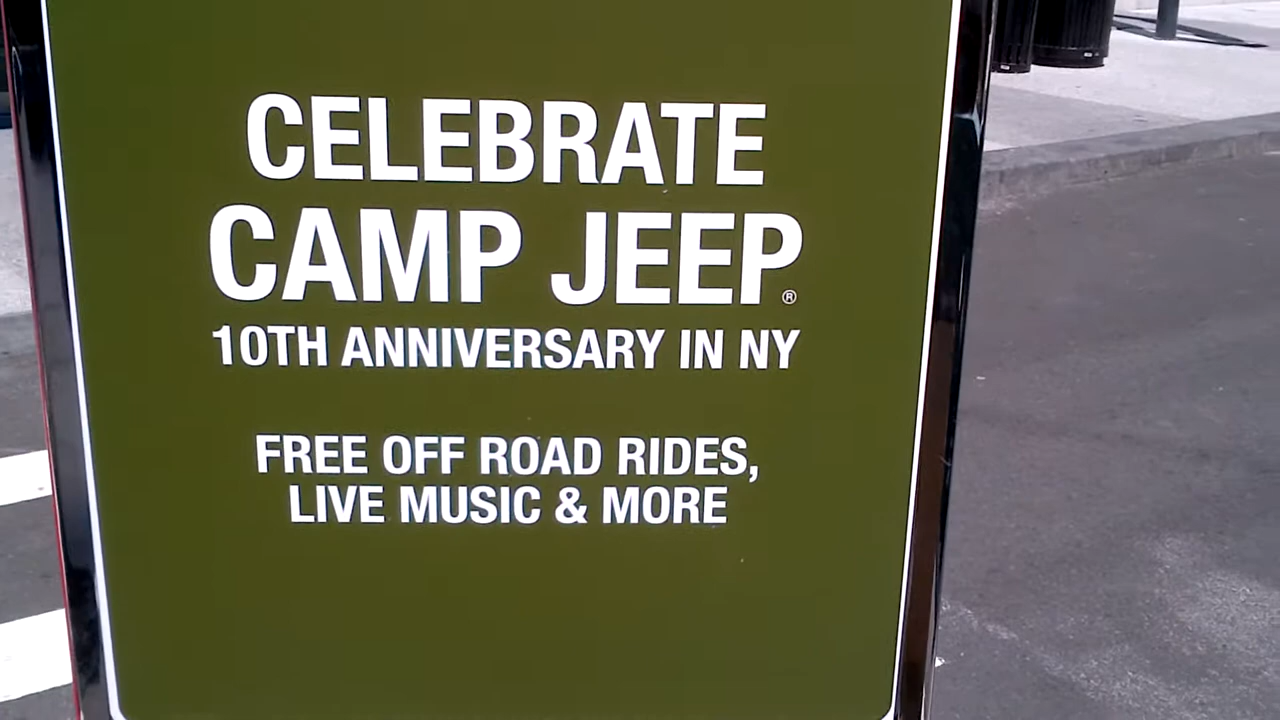 CELEBRATE
CAMP JEEP®
10TH ANNIVERSARY IN NY
FREE OFF ROAD RIDES,
LIVE MUSIC & MORE